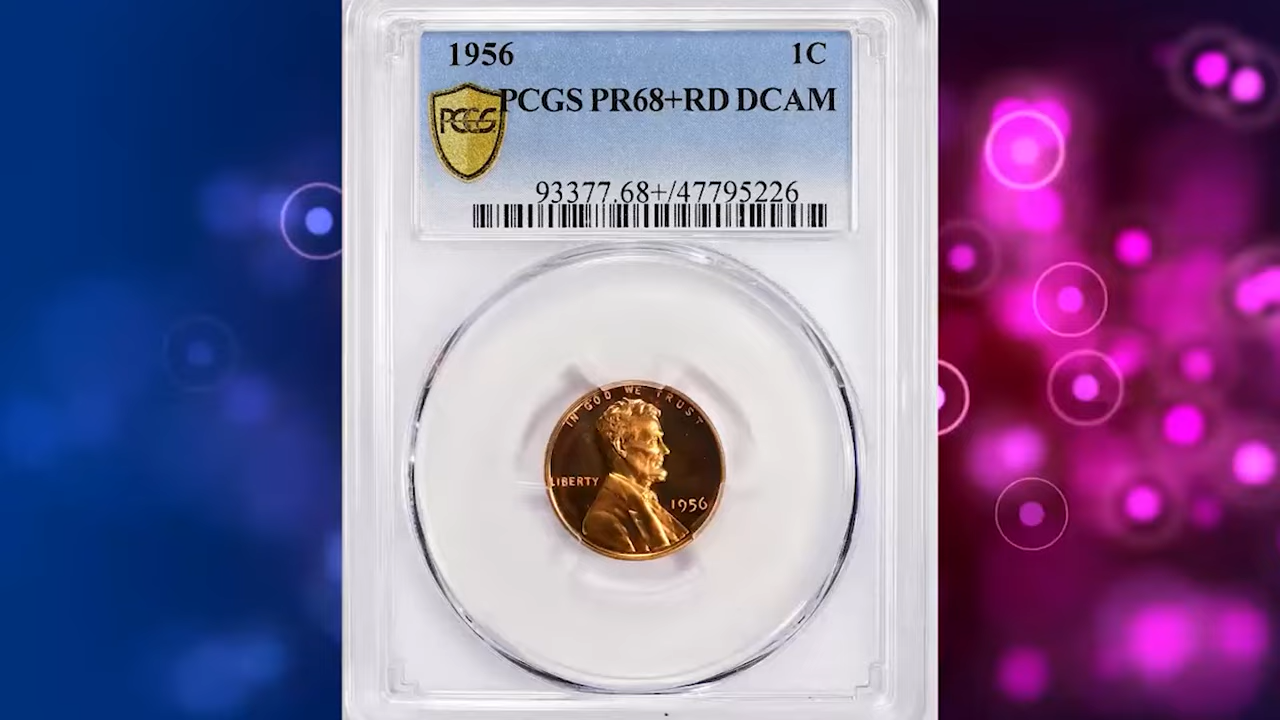 1956 1C
PCGS PR68+RD DCAM
PCGS
93377.68+/47795226
IN GOD WE TRUST
LIBERTY
1956